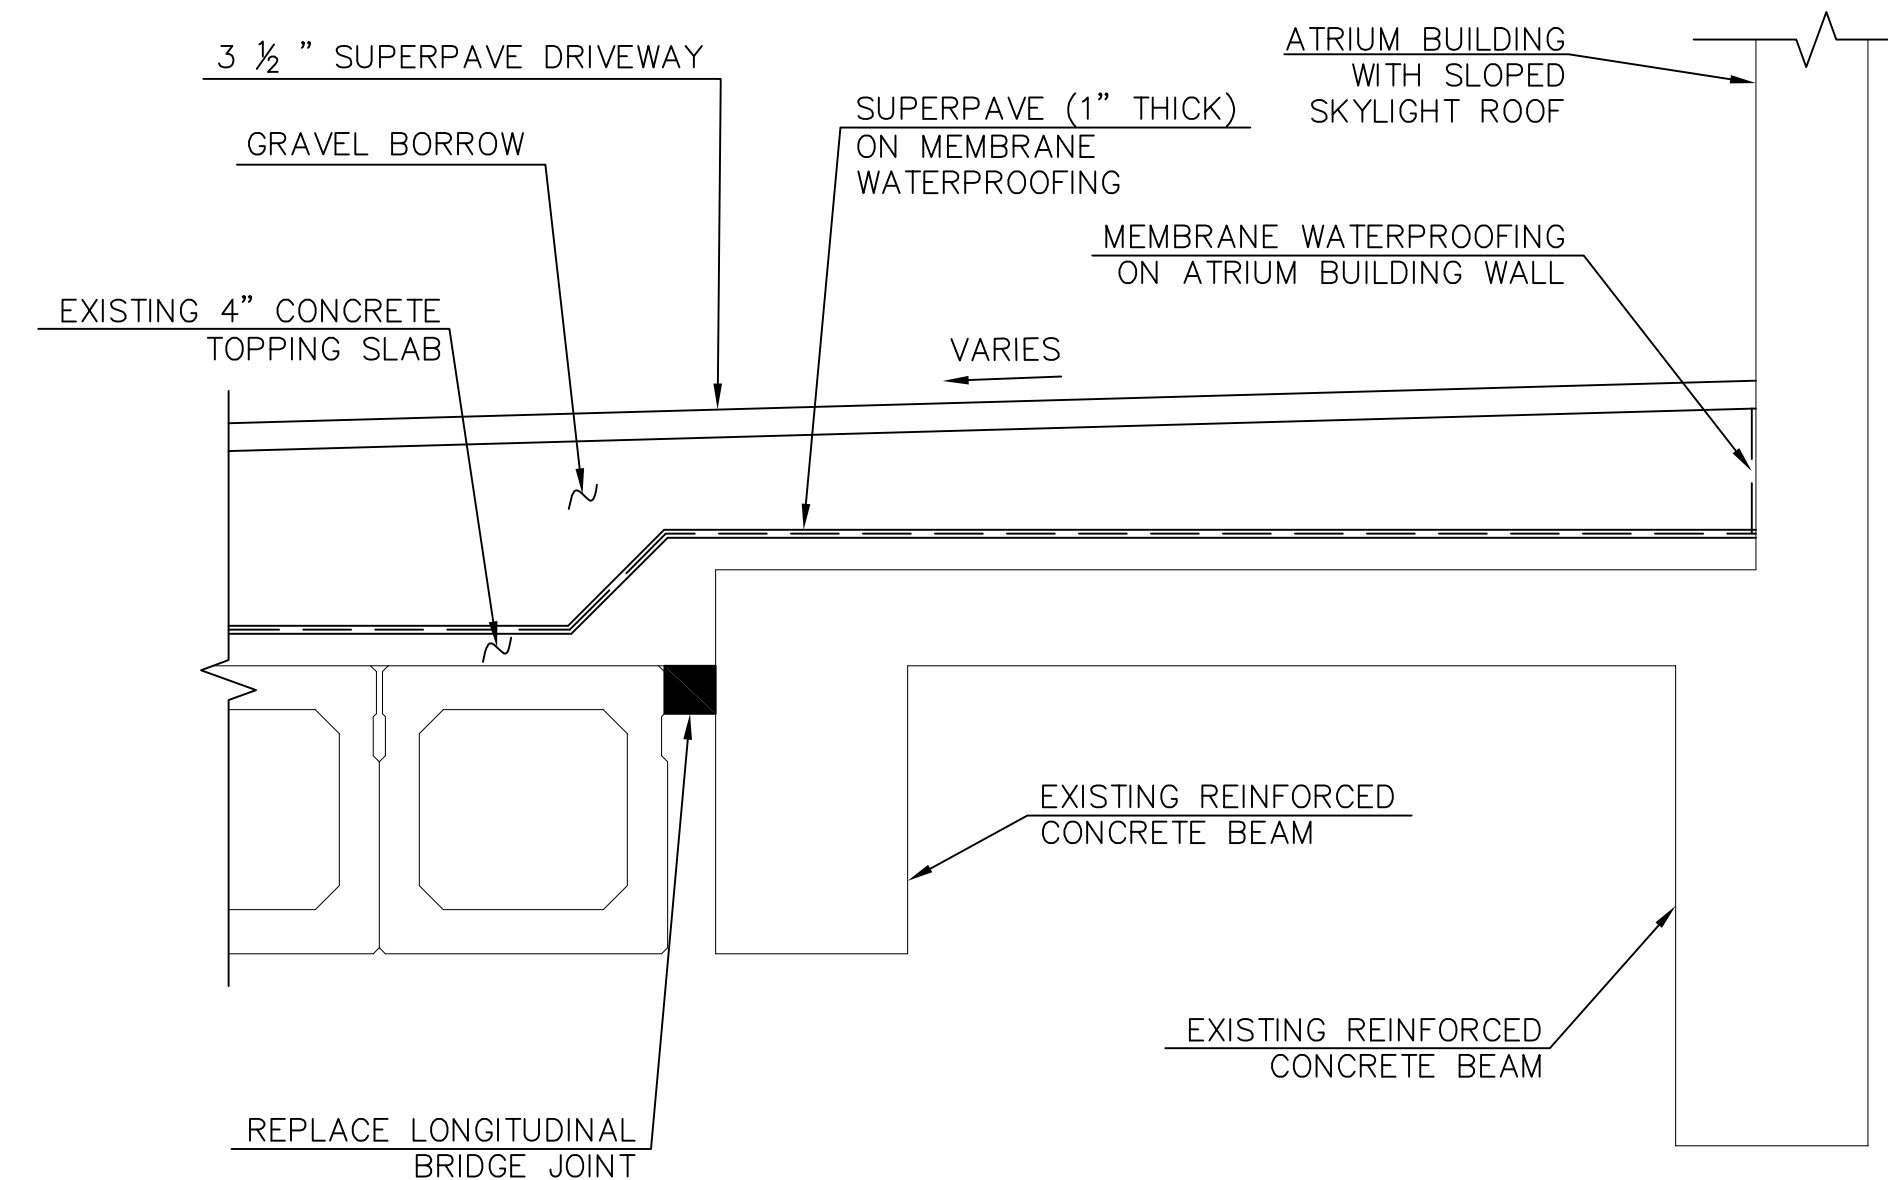 3 ½ ” SUPERPAVE DRIVEWAY
GRAVEL BORROW
EXISTING 4” CONCRETE
TOPPING SLAB
SUPERPAVE (1” THICK)
ON MEMBRANE
WATERPROOFING
ATRIUM BUILDING
WITH SLOPED
SKYLIGHT ROOF
MEMBRANE WATERPROOFING
ON ATRIUM BUILDING WALL
VARIES
EXISTING REINFORCED
CONCRETE BEAM
EXISTING REINFORCED
CONCRETE BEAM
REPLACE LONGITUDINAL
BRIDGE JOINT